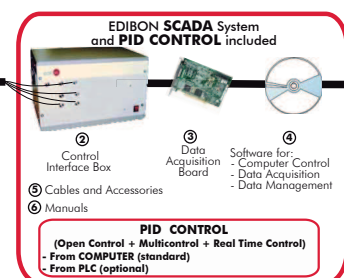 EDIBON SCADA System
and PID CONTROL included
②
Control
Interface Box
③
Data
Acquisition
Board
④
Software for:
- Computer Control
- Data Acquisition
- Data Management
⑤ Cables and Accessories
⑥ Manuals
PID CONTROL
(Open Control + Multicontrol + Real Time Control)
- From COMPUTER (standard)
- From PLC (optional)